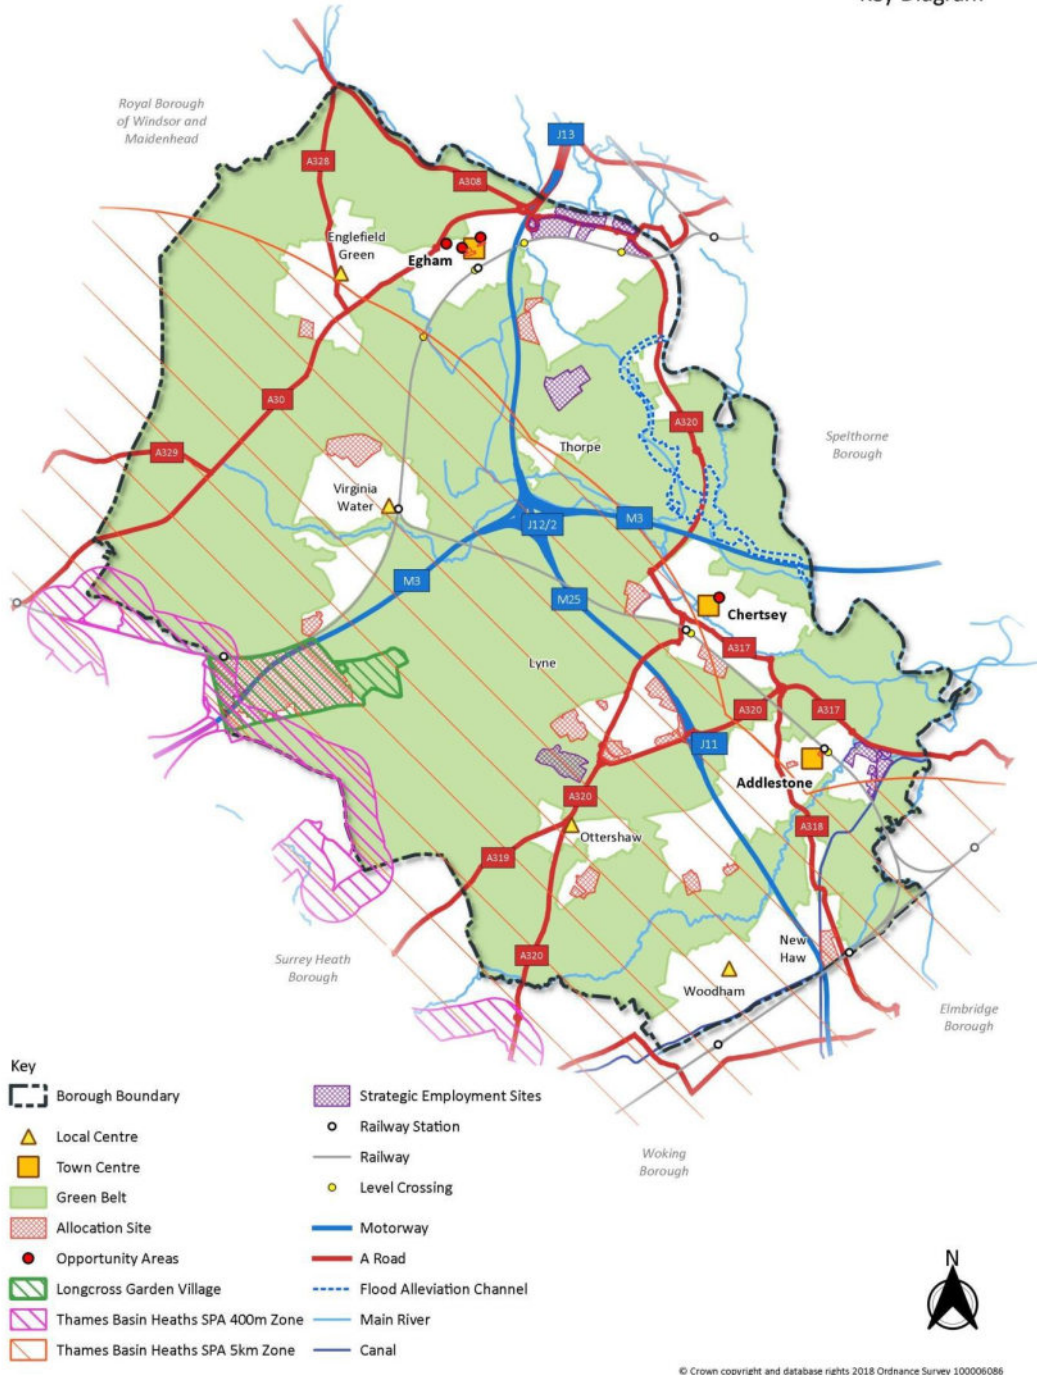 Key Diagram
Royal Borough
of Windsor and
Maidenhead
J13
A328
A308
Englefield
Green
Egham
A30
A320
A329
Thorpe
Spelthorne
Borough
Virginia
Water
J12/2
M3
M3
M25
Chertsey
A317
Lyne
A320
A317
J11
Addlestone
A320
A318
Ottershaw
A319
New
Haw
A320
Surrey Heath
Borough
Woodham
Elmbridge
Borough
Key
Borough Boundary
Local Centre
Town Centre
Green Belt
Allocation Site
Opportunity Areas
Longcross Garden Village
Thames Basin Heaths SPA 400m Zone
Thames Basin Heaths SPA 5km Zone
Strategic Employment Sites
Railway Station
Railway
Level Crossing
Motorway
A Road
Flood Alleviation Channel
Main River
Canal
Woking
Borough
N
© Crown copyright and database rights 2018 Ordnance Survey 100006086